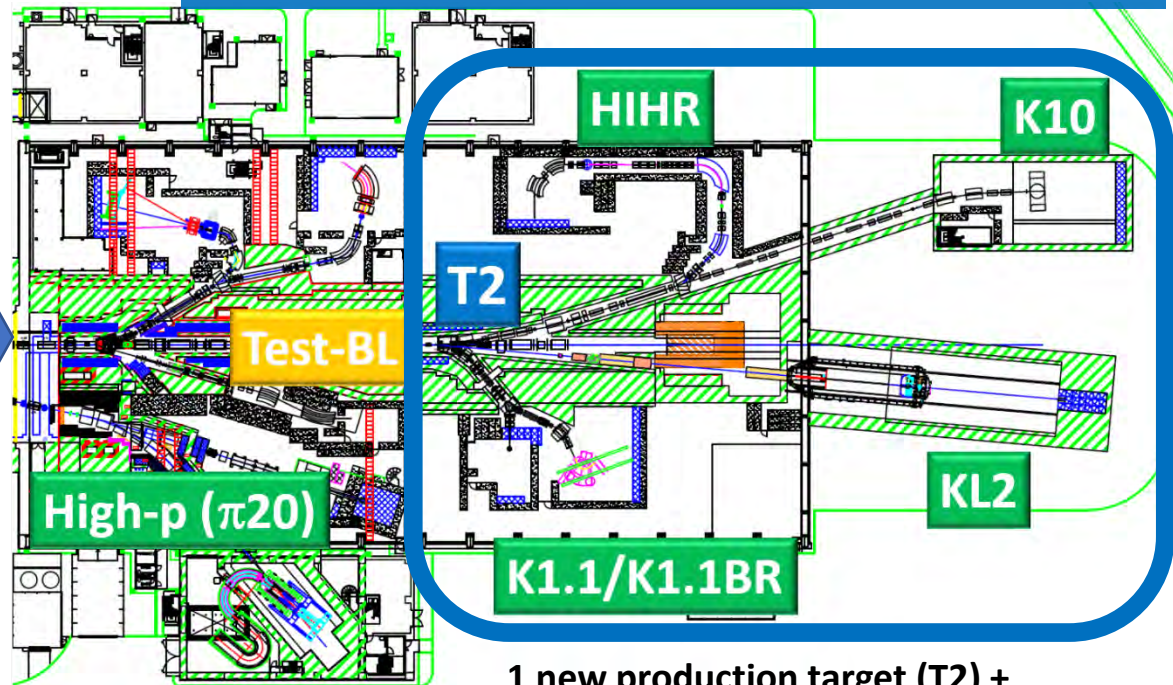 HIHR
K10
T2
Test-BL
High-p (π20)
KL2
K1.1/K1.1BR
1 new production target (T2) +